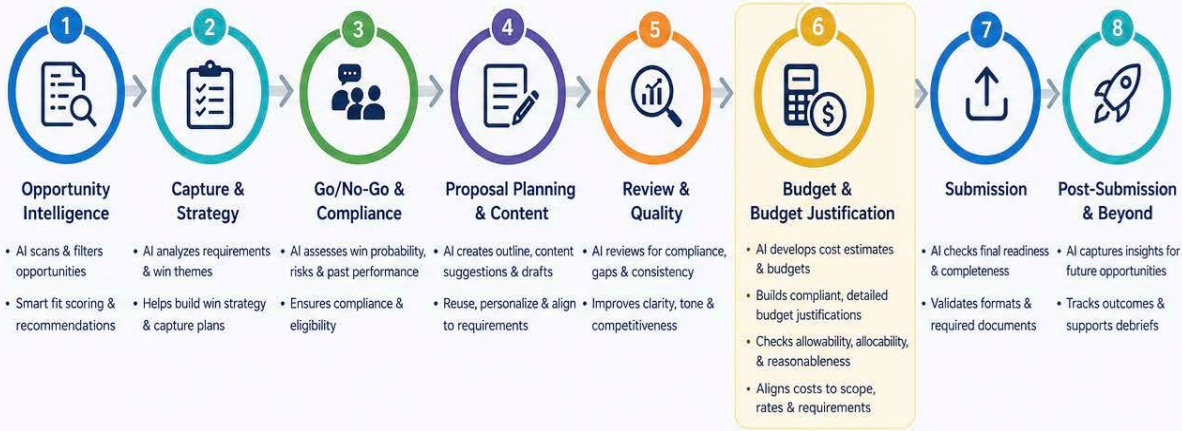 1
Opportunity
Intelligence
• AI scans & filters
opportunities
• Smart fit scoring &
recommendations
2
Capture &
Strategy
• AI analyzes requirements
& win themes
• Helps build win strategy
& capture plans
3
Go/No-Go &
Compliance
• AI assesses win probability,
risks & past performance
• Ensures compliance &
eligibility
4
Proposal Planning
& Content
• AI creates outline, content
suggestions & drafts
• Reuse, personalize & align
to requirements
5
Review &
Quality
• AI reviews for compliance,
gaps & consistency
• Improves clarity, tone &
competitiveness
6
$
Budget &
Budget Justification
• AI develops cost estimates
& budgets
• Builds compliant, detailed
budget justifications
• Checks allowability, allocability,
& reasonableness
• Aligns costs to scope,
rates & requirements
7
Submission
• AI checks final readiness
& completeness
• Validates formats &
required documents
8
Post-Submission
& Beyond
• AI captures insights for
future opportunities
• Tracks outcomes &
supports debriefs